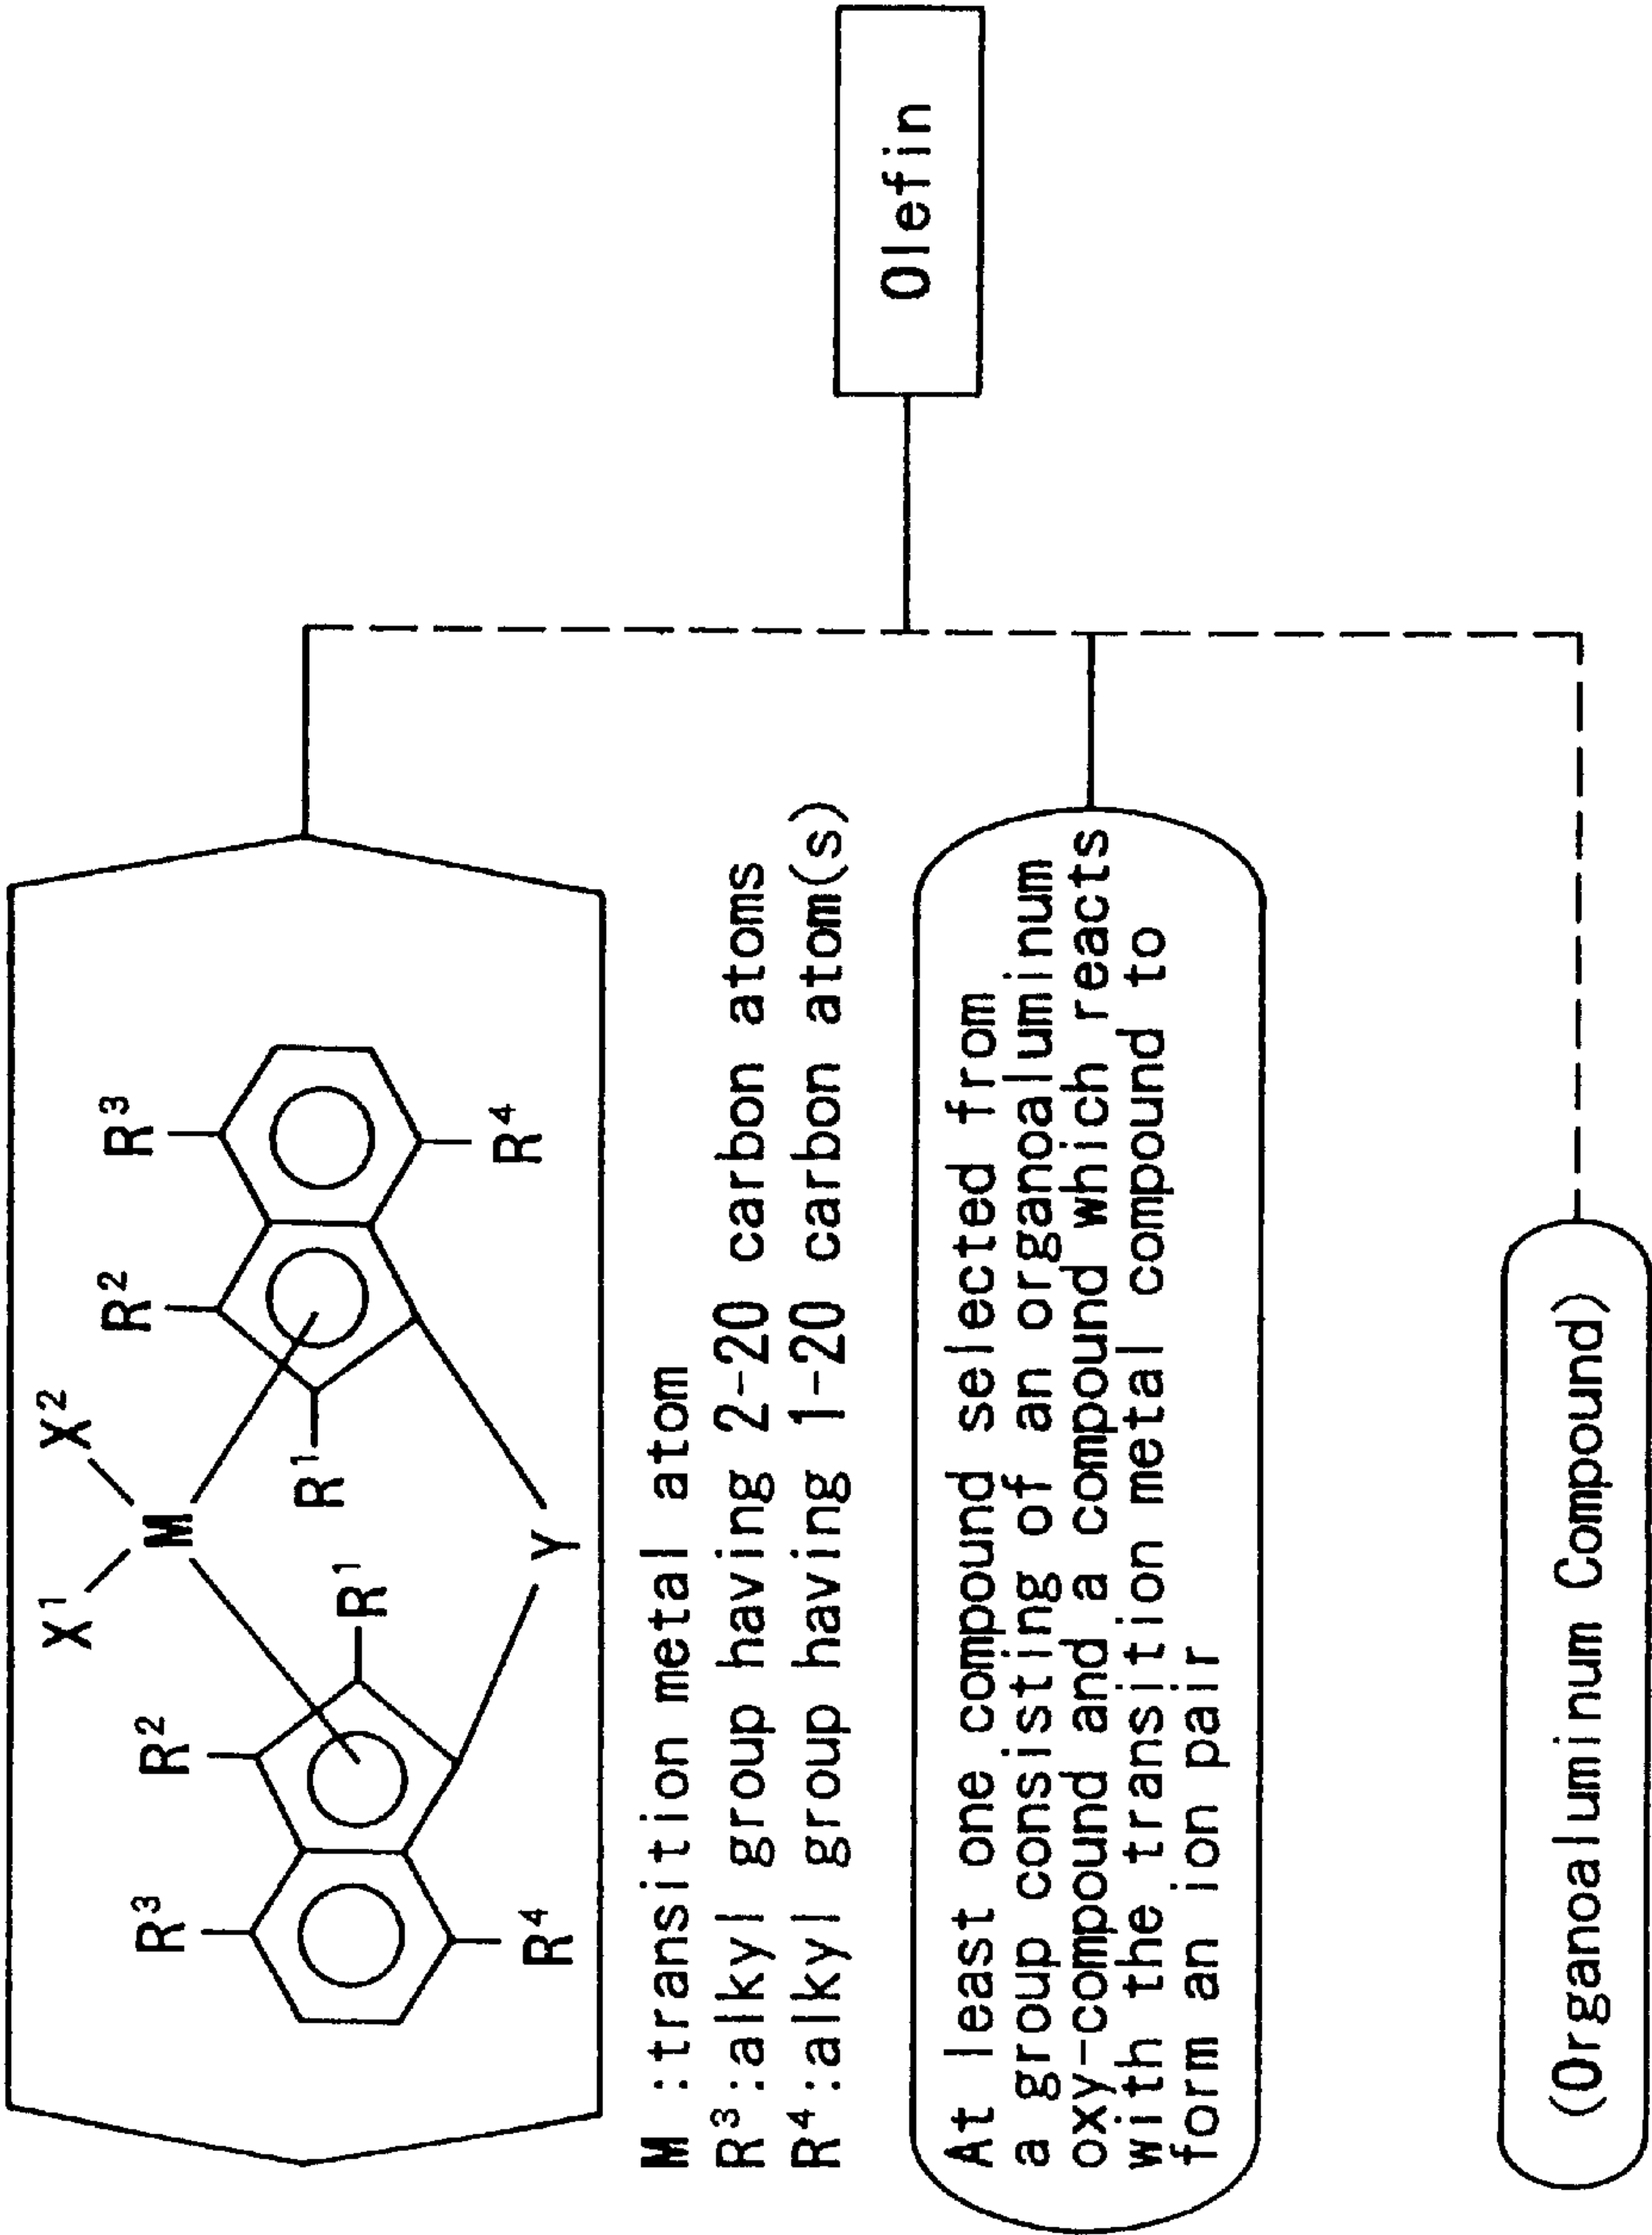 X¹ X²
M
R³ R² R¹ R¹ R² R³
R⁴ Y R⁴
M :transition metal atom
R³:alkyl group having 2-20 carbon atoms
R⁴:alkyl group having 1-20 carbon atom(s)
At least one compound selected from
a group consisting of an organoaluminum
oxy-compound and a compound which reacts
with the transition metal compound to
form an ion pair
(Organoaluminum Compound)
Olefin